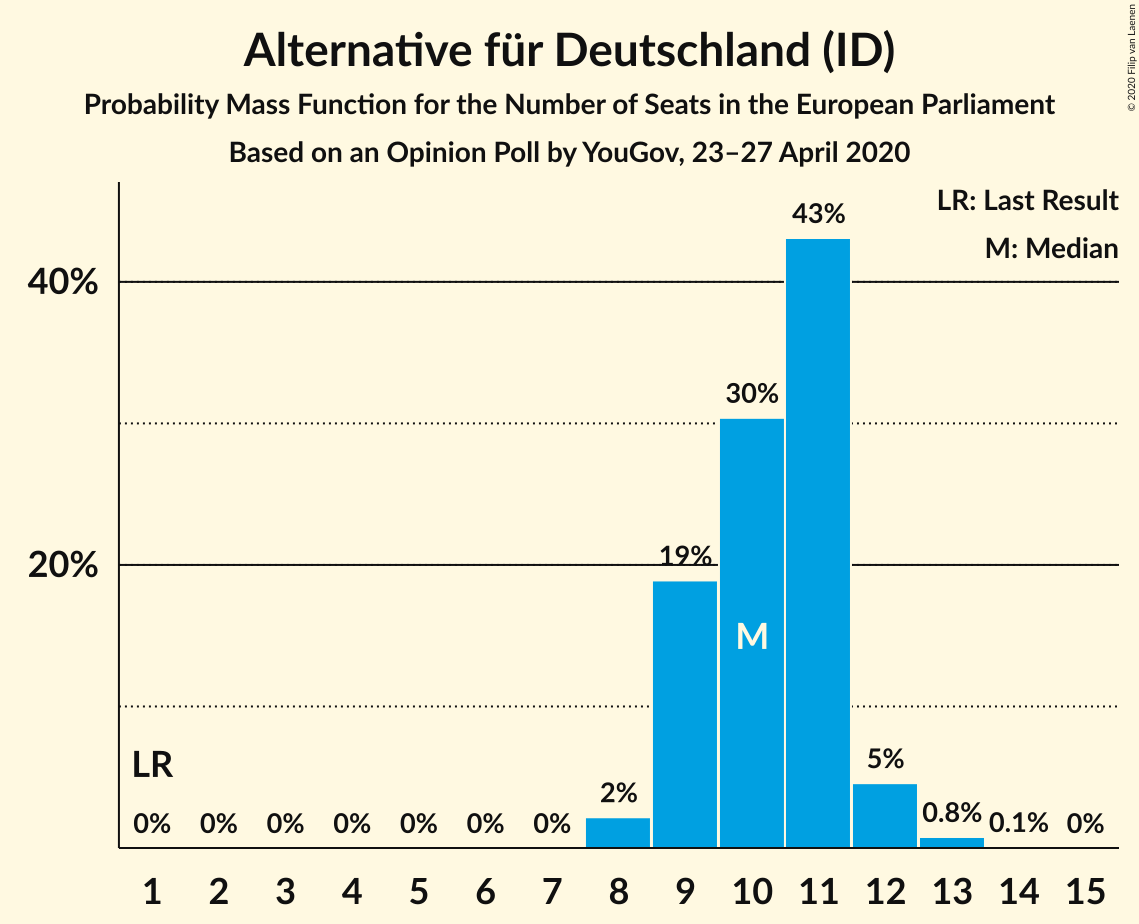 Alternative für Deutschland (ID)
Probability Mass Function for the Number of Seats in the European Parliament
Based on an Opinion Poll by YouGov, 23–27 April 2020
© 2020 Filip van Laenen
LR: Last Result
M: Median
43%
40%
30%
19%
20%
M
LR
5%
2%
0% 0% 0% 0% 0% 0% 0% 0.8% 0.1% 0%
1 2 3 4 5 6 7 8 9 10 11 12 13 14 15